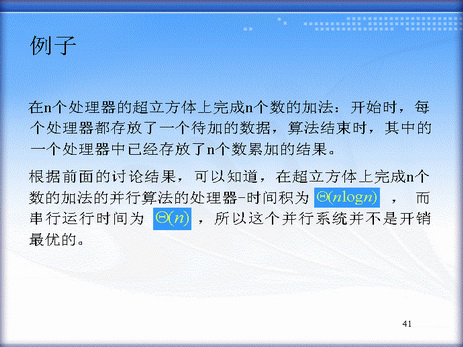 例子
在n个处理器的超立方体上完成n个数的加法：开始时，每
个处理器都存放了一个待加的数据，算法结束时，其中的
一个处理器中已经存放了n个数累加的结果。
根据前面的讨论结果，可以知道，在超立方体上完成n个
数的加法的并行算法的处理器-时间积为 Θ(nlogn) ， 而
串行运行时间为 Θ(n) ，所以这个并行系统并不是开销
最优的。
41